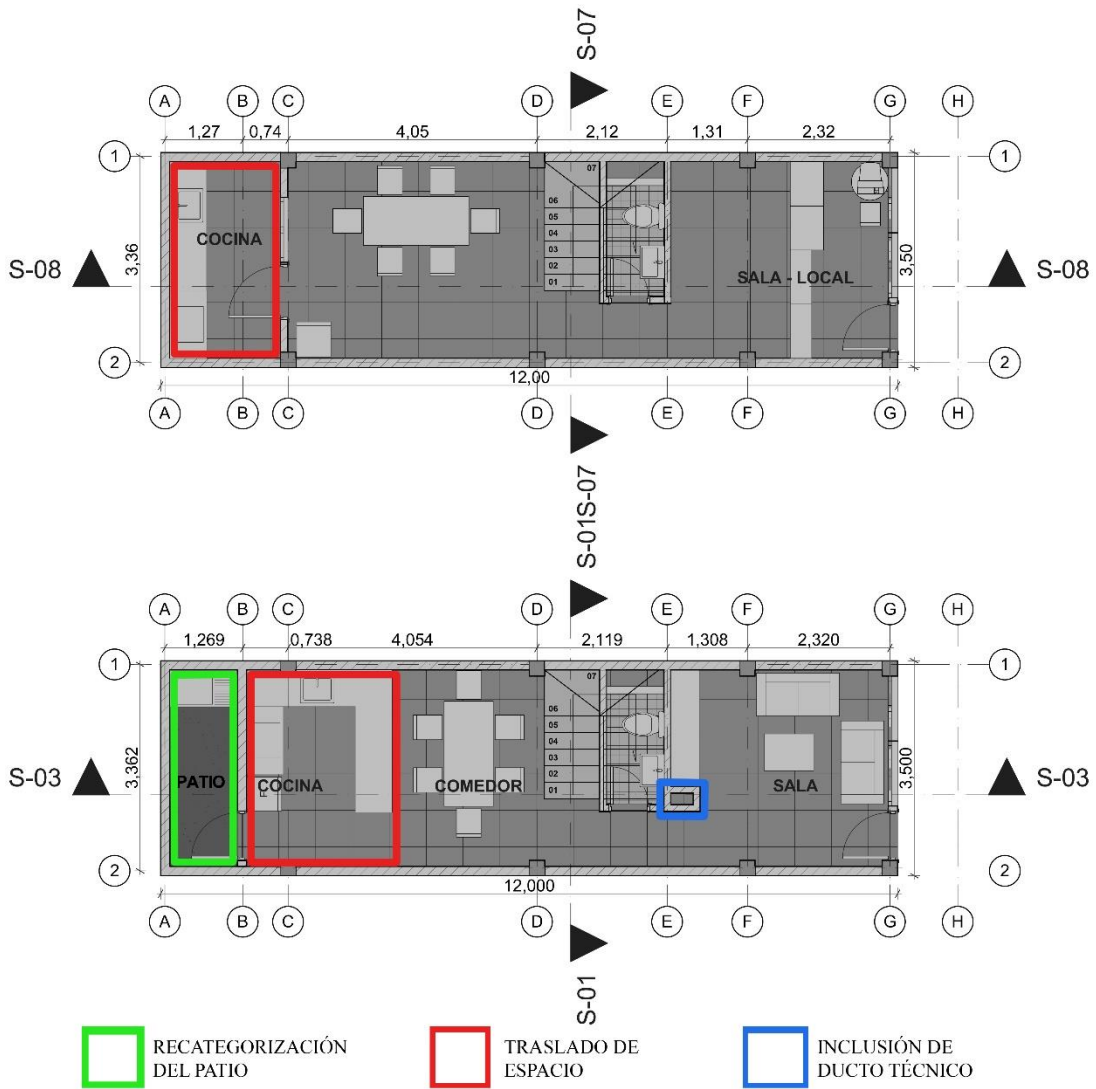 S-07
A B C D E F G H
1,27 0,74 4,05 2,12 1,31 2,32
1 1
07
06
05
04
03
02
01
COCINA
3,36
3,50
S-08 S-08
SALA - LOCAL
2 2
12,00
A B C D E F G H
S-01S-07
A B C D E F G H
1,269 0,738 4,054 2,119 1,308 2,320
1 1
07
06
05
04
03
02
01
3,362
3,500
S-03 PATIO COCINA COMEDOR SALA S-03
2 2
12,000
A B C D E F G H
S-01
RECATEGORIZACIÓN
DEL PATIO
TRASLADO DE
ESPACIO
INCLUSIÓN DE
DUCTO TÉCNICO